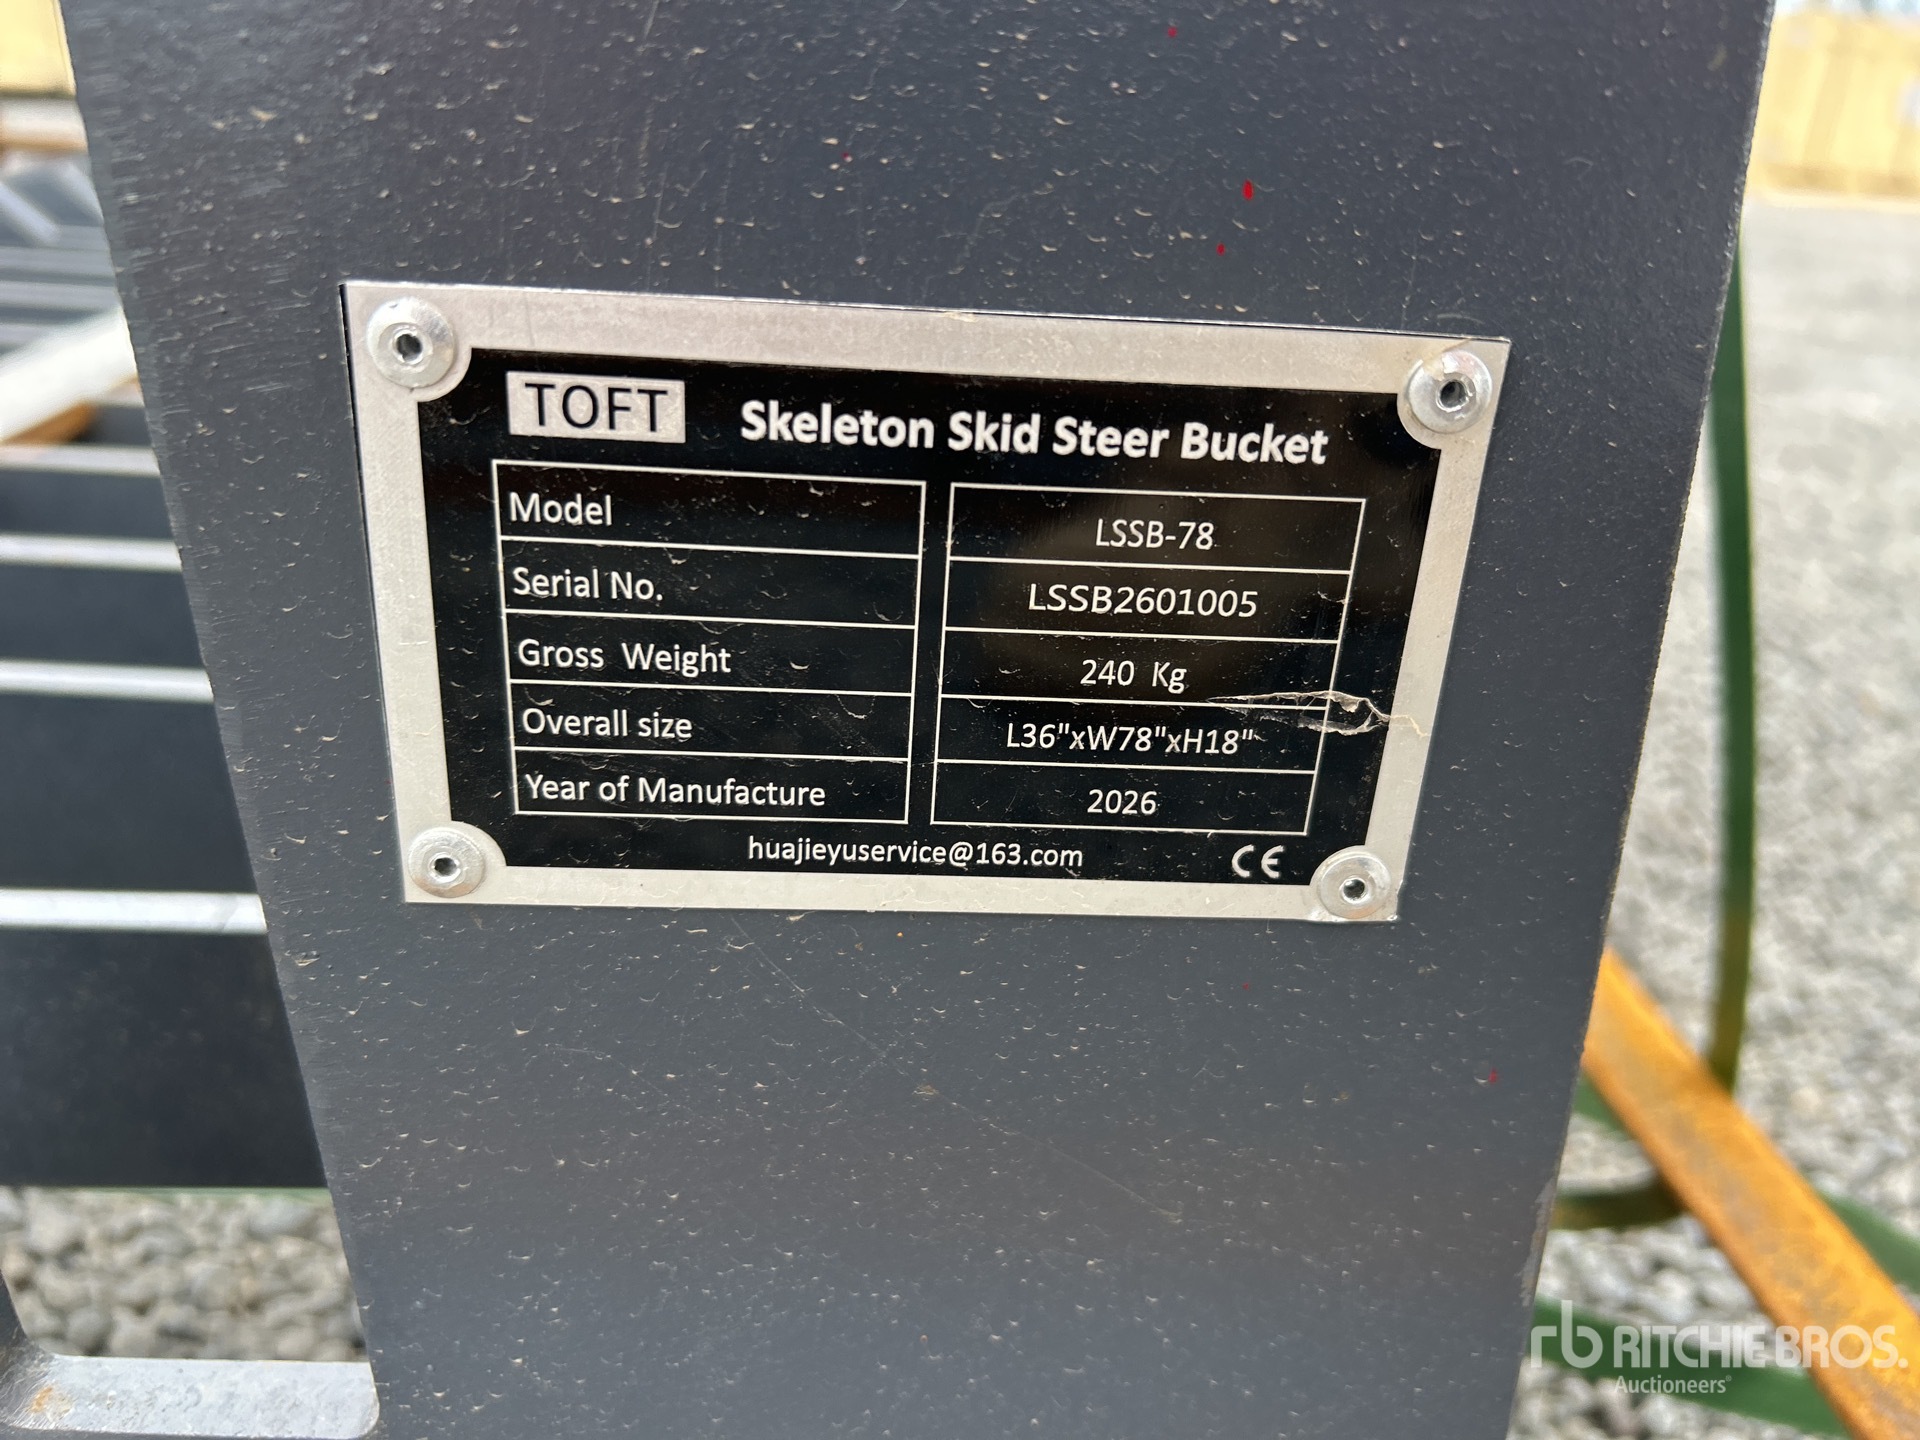 TOFT Skeleton Skid Steer Bucket
Model LSSB-78
Serial No. LSSB2601005
Gross Weight 240 Kg
Overall size L36"xW78"xH18"
Year of Manufacture 2026
huajieyuservice@163.com CE
rb RITCHIE BROS.
Auctioneers®